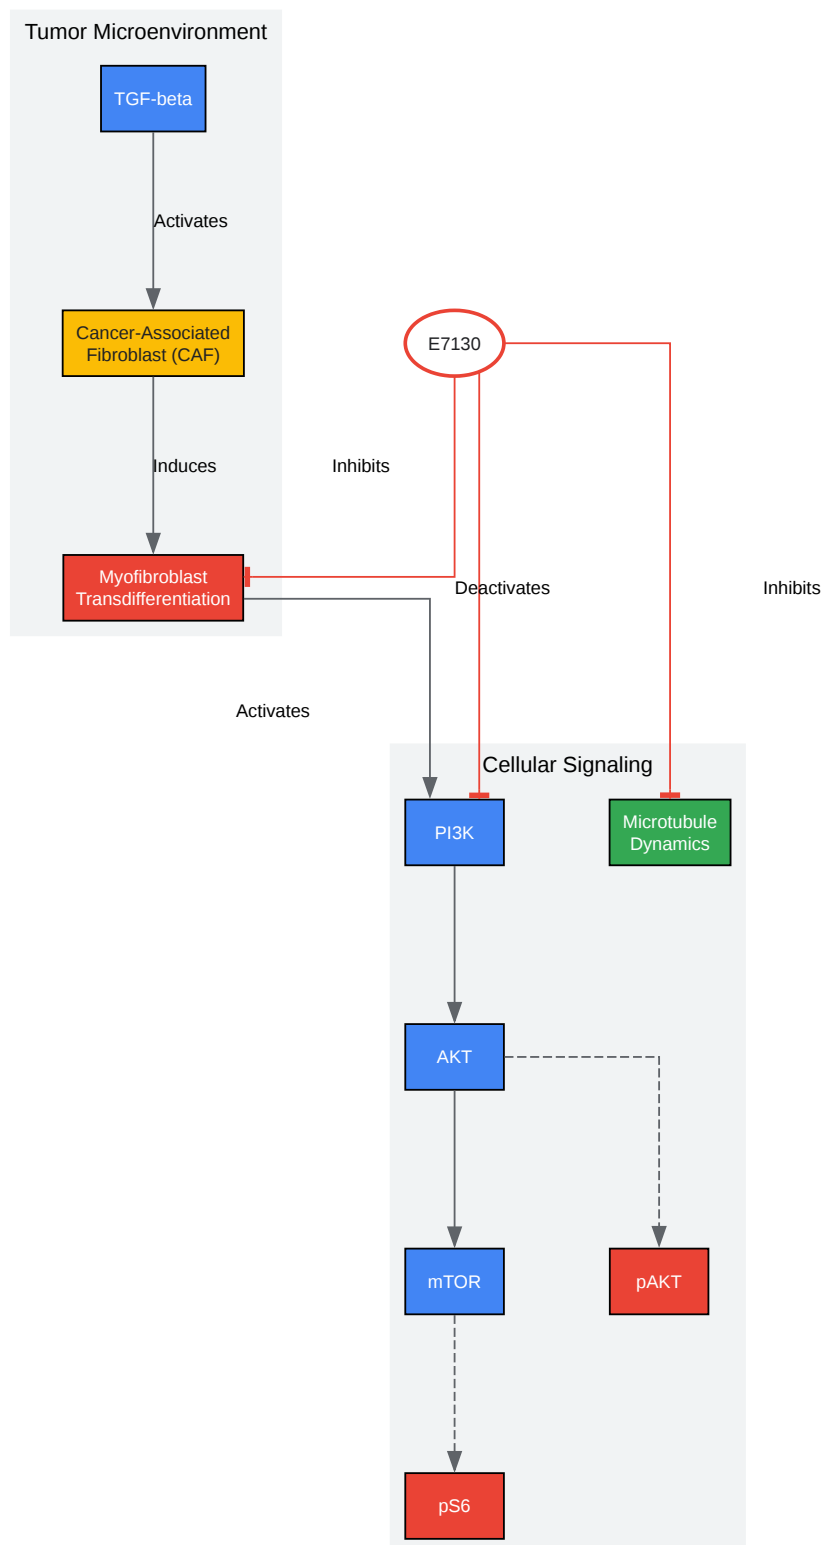 Tumor Microenvironment
TGF-beta
Activates
Cancer-Associated
Fibroblast (CAF)
E7130
Induces
Inhibits
Myofibroblast
Transdifferentiation
Deactivates
Inhibits
Activates
Cellular Signaling
PI3K
Microtubule
Dynamics
AKT
mTOR
pAKT
pS6